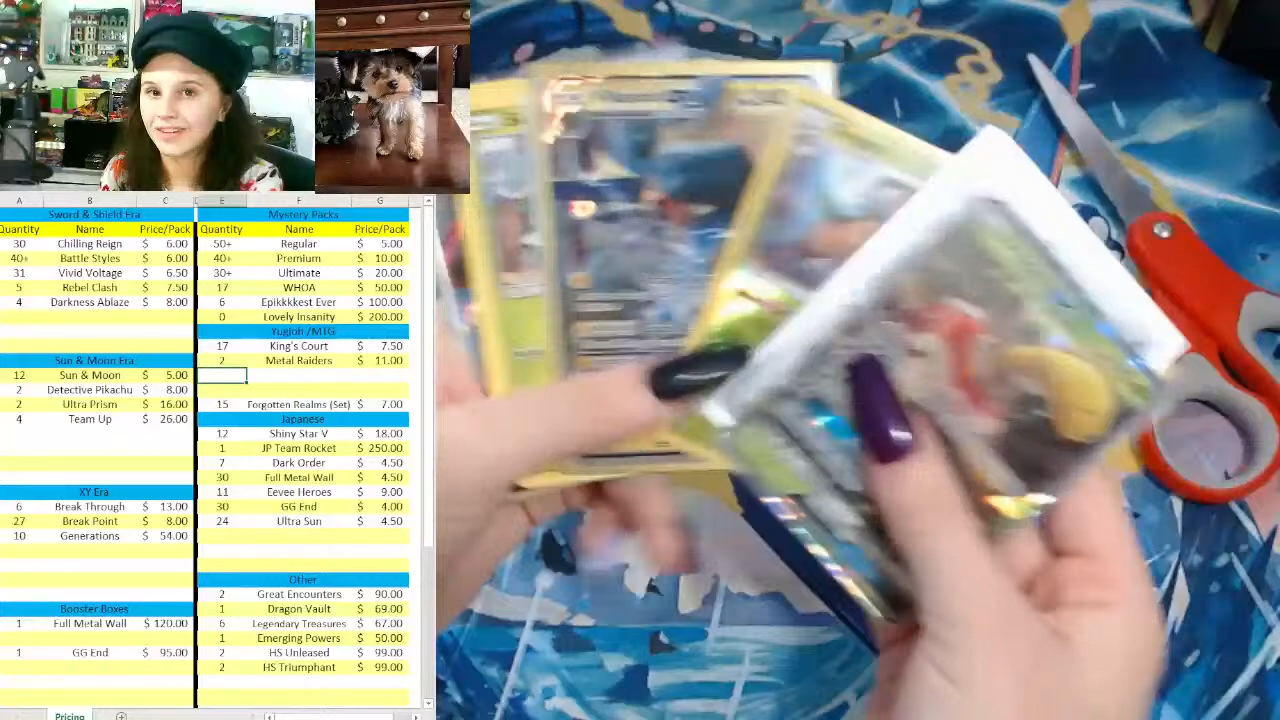 A B C D E F G
Sword & Shield Era
Quantity Name Price/Pack
30 Chilling Reign $ 6.00
40+ Battle Styles $ 6.00
31 Vivid Voltage $ 6.50
5 Rebel Clash $ 7.50
4 Darkness Ablaze $ 8.00
Sun & Moon Era
12 Sun & Moon $ 5.00
2 Detective Pikachu $ 8.00
2 Ultra Prism $ 16.00
4 Team Up $ 26.00
XY Era
6 Break Through $ 13.00
27 Break Point $ 8.00
10 Generations $ 54.00
Booster Boxes
1 Full Metal Wall $ 120.00
1 GG End $ 95.00
Mystery Packs
Quantity Name Price/Pack
50+ Regular $ 5.00
40+ Premium $ 10.00
30+ Ultimate $ 20.00
17 WHOA $ 50.00
6 Epikkkkest Ever $ 100.00
0 Lovely Insanity $ 200.00
Yugioh /MTG
17 King's Court $ 7.50
2 Metal Raiders $ 11.00
15 Forgotten Realms (Set) $ 7.00
Japanese
12 Shiny Star V $ 18.00
1 JP Team Rocket $ 250.00
7 Dark Order $ 4.50
30 Full Metal Wall $ 4.50
11 Eevee Heroes $ 9.00
30 GG End $ 4.00
24 Ultra Sun $ 4.50
Other
2 Great Encounters $ 90.00
1 Dragon Vault $ 69.00
6 Legendary Treasures $ 67.00
1 Emerging Powers $ 50.00
2 HS Unleased $ 99.00
2 HS Triumphant $ 99.00
Pricing